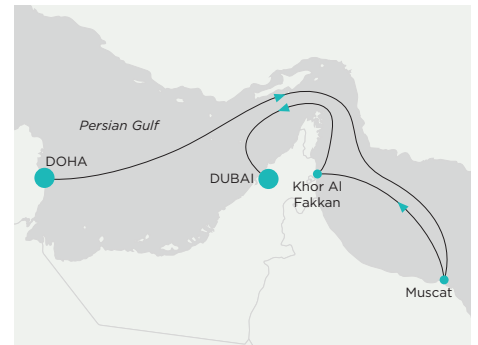 Persian Gulf
DOHA
DUBAI
Khor Al
Fakkan
Muscat